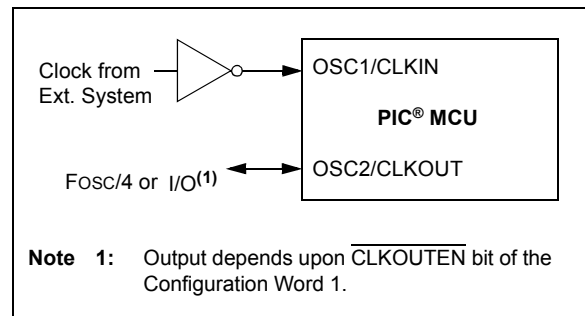 Clock from
Ext. System
OSC1/CLKIN
PIC® MCU
FOSC/4 or I/O(1)
OSC2/CLKOUT
Note 1: Output depends upon CLKOUTEN bit of the
Configuration Word 1.